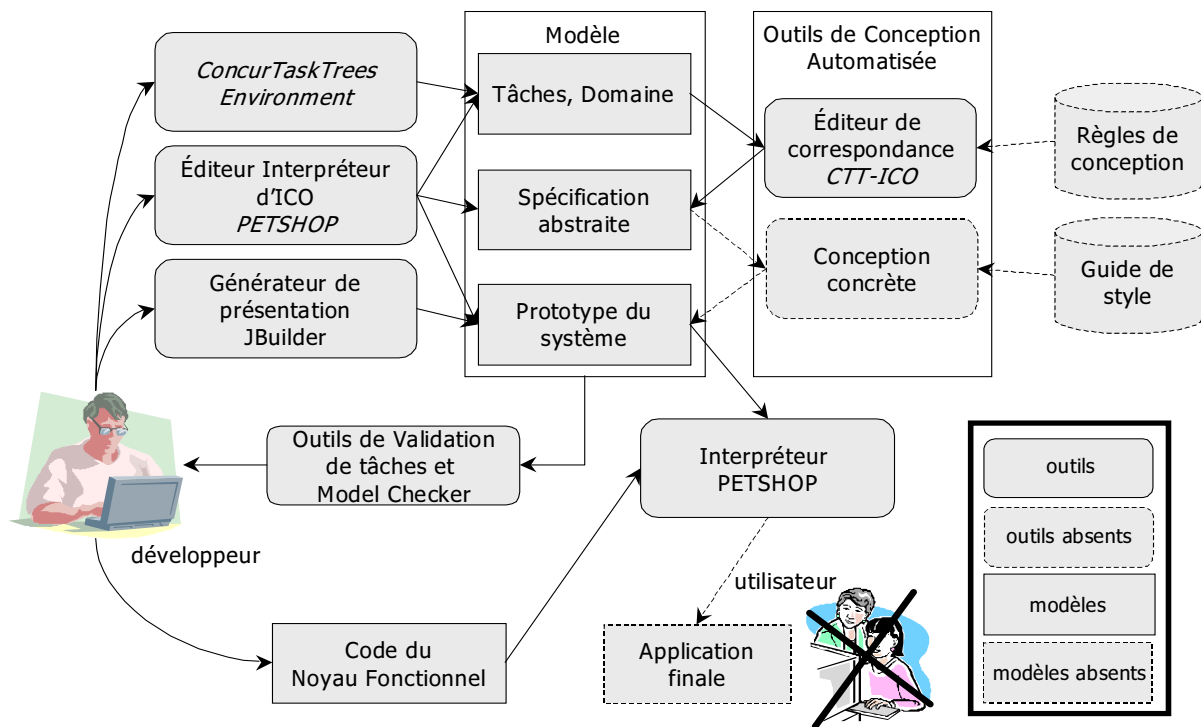 ConcurTaskTrees
Environment
Éditeur Interpréteur
d'ICO
PETSHOP
Générateur de
présentation
JBuilder
Modèle
Tâches, Domaine
Spécification
abstraite
Prototype du
système
Outils de Conception
Automatisée
Éditeur de
correspondance
CTT-ICO
Conception
concrète
Règles de
conception
Guide de
style
Outils de Validation
de tâches et
Model Checker
Interpréteur
PETSHOP
développeur
utilisateur
Code du
Noyau Fonctionnel
Application
finale
outils
outils absents
modèles
modèles absents